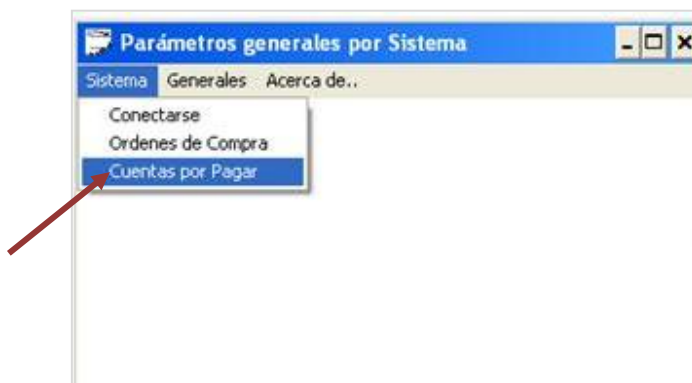 Parámetros generales por Sistema
Sistema Generales Acerca de..
Conectarse
Ordenes de Compra
Cuentas por Pagar